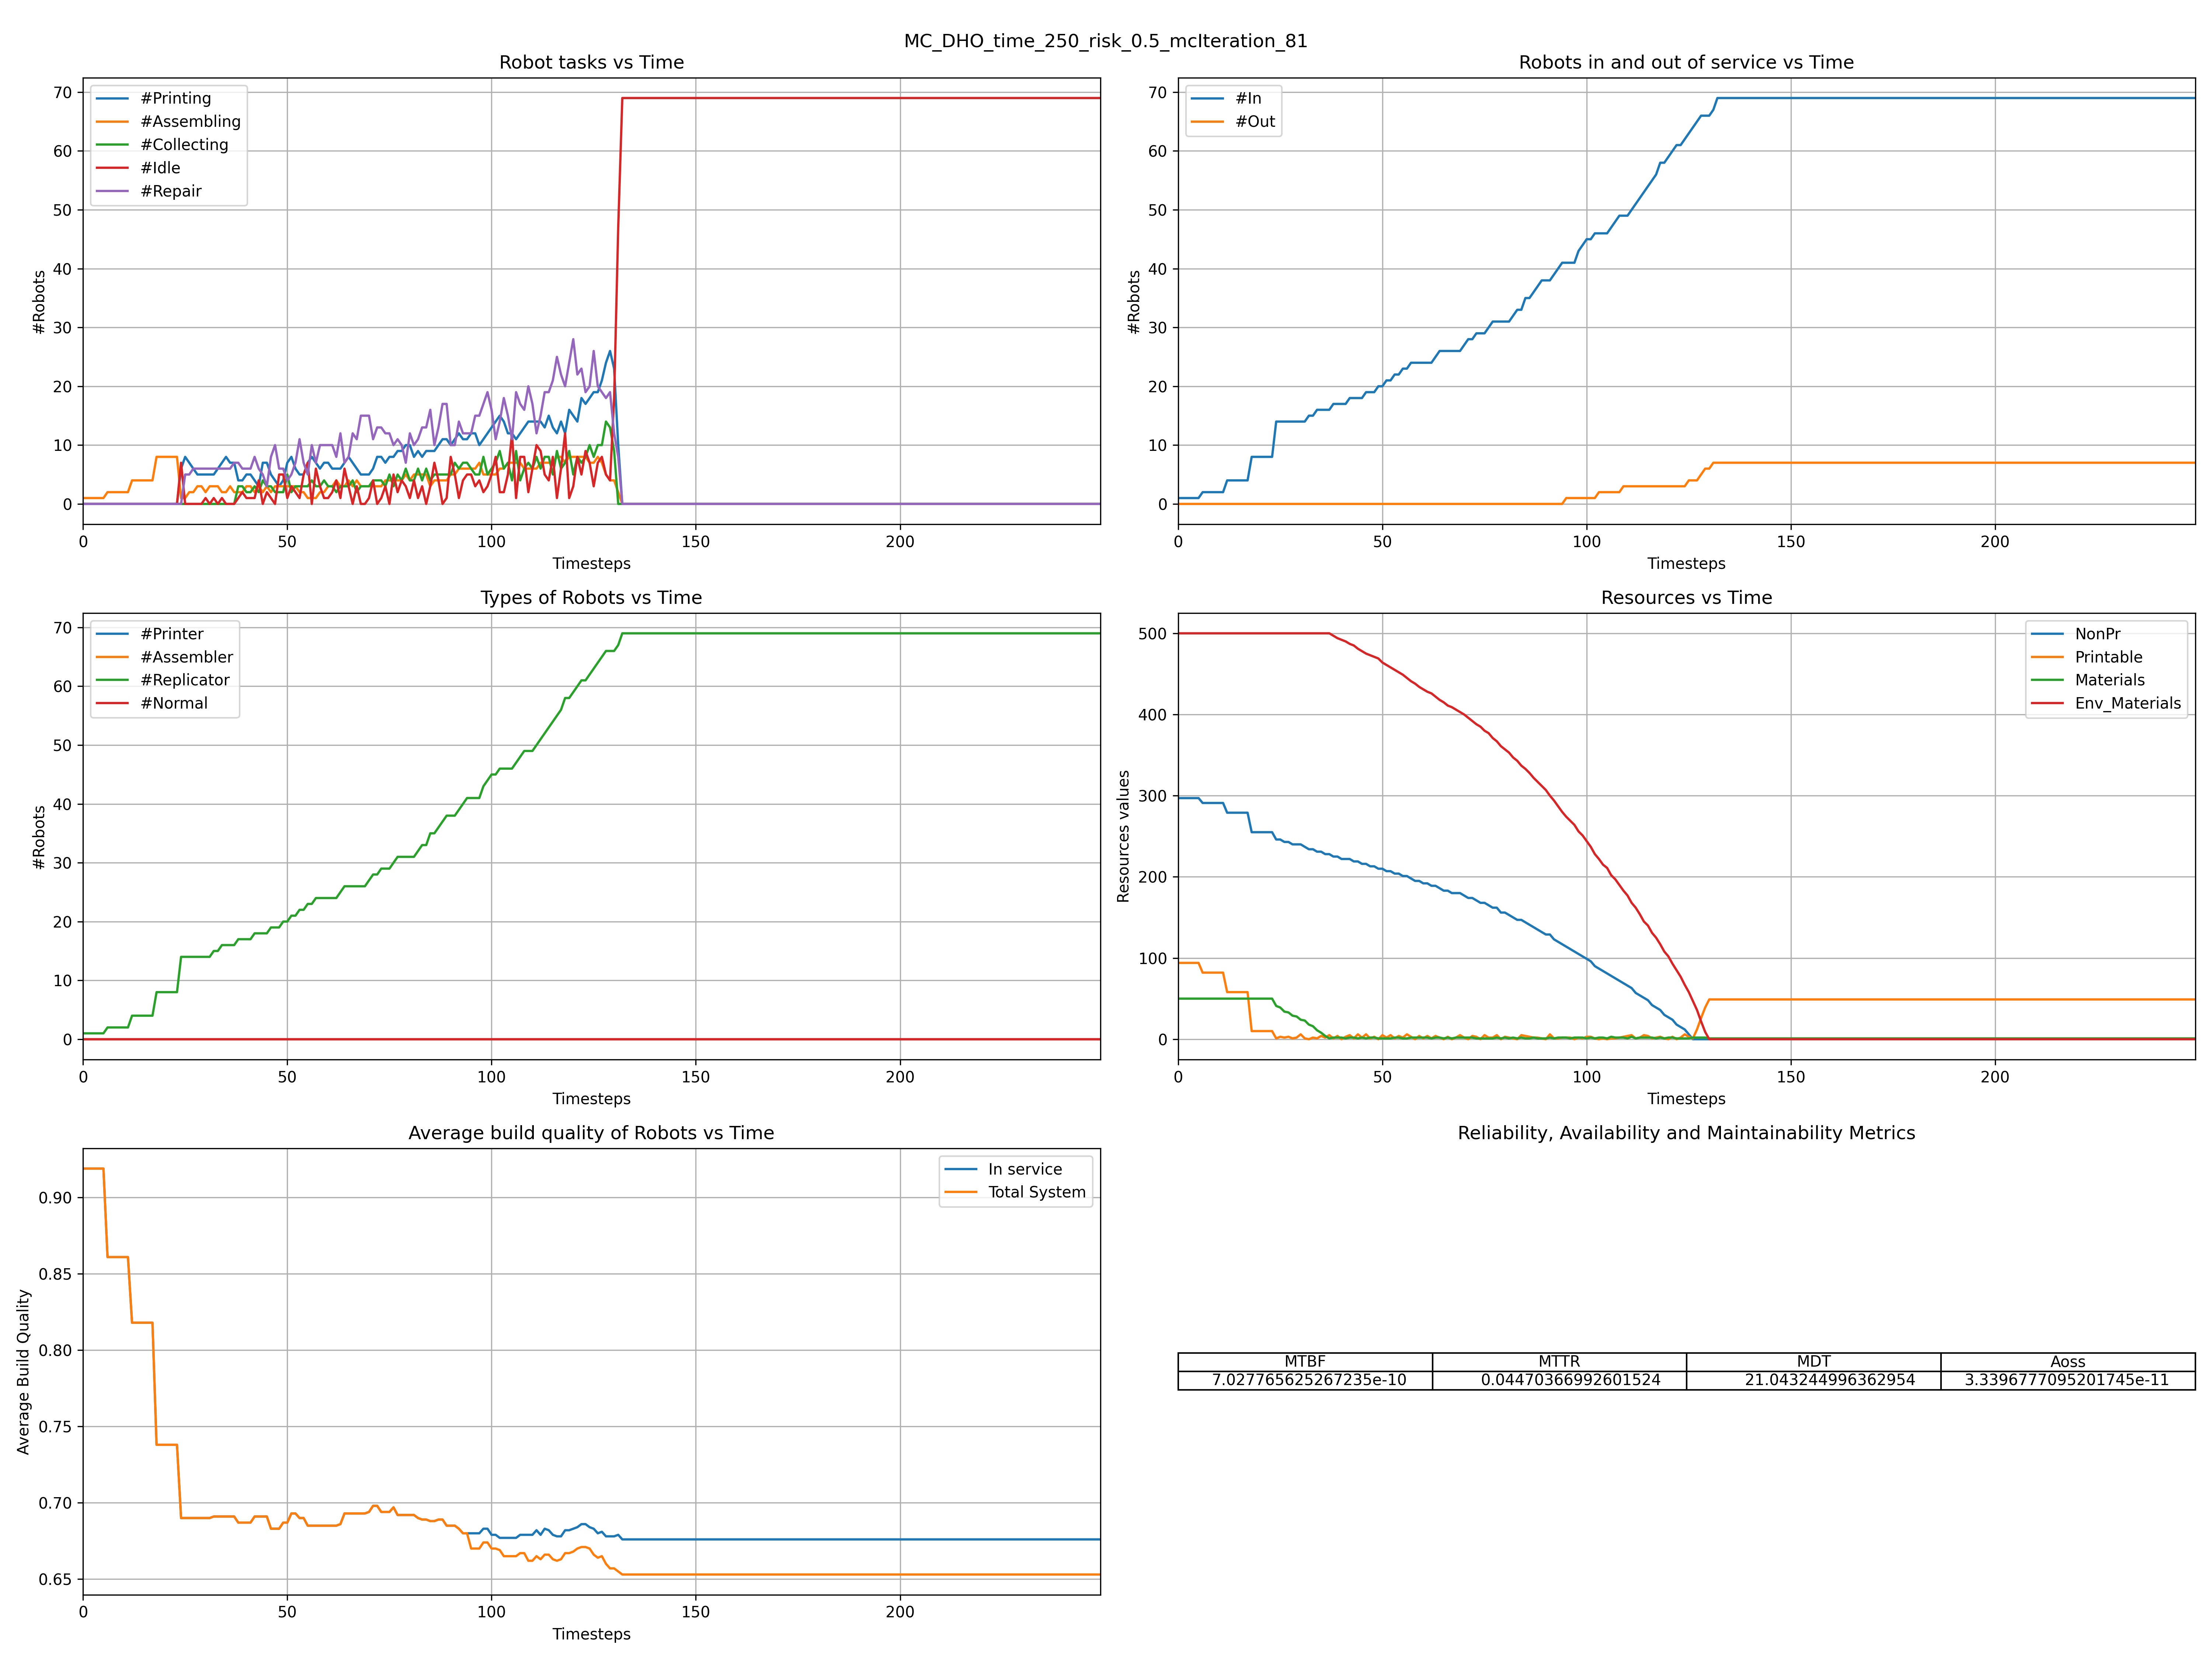 MC_DHO_time_250_risk_0.5_mcIteration_81
Robot tasks vs Time
#Printing
#Assembling
#Collecting
#Idle
#Repair
70
60
50
40
30
20
10
0
#Robots
0 50 100 150 200
Timesteps
Robots in and out of service vs Time
#In
#Out
70
60
50
40
30
20
10
0
#Robots
0 50 100 150 200
Timesteps
Types of Robots vs Time
#Printer
#Assembler
#Replicator
#Normal
70
60
50
40
30
20
10
0
#Robots
0 50 100 150 200
Timesteps
Resources vs Time
NonPr
Printable
Materials
Env_Materials
500
400
300
200
100
0
Resources values
0 50 100 150 200
Timesteps
Average build quality of Robots vs Time
In service
Total System
0.90
0.85
0.80
0.75
0.70
0.65
Average Build Quality
0 50 100 150 200
Timesteps
Reliability, Availability and Maintainability Metrics
MTBF MTTR MDT Aoss
7.027765625267235e-10 0.04470366992601524 21.043244996362954 3.3396777095201745e-11